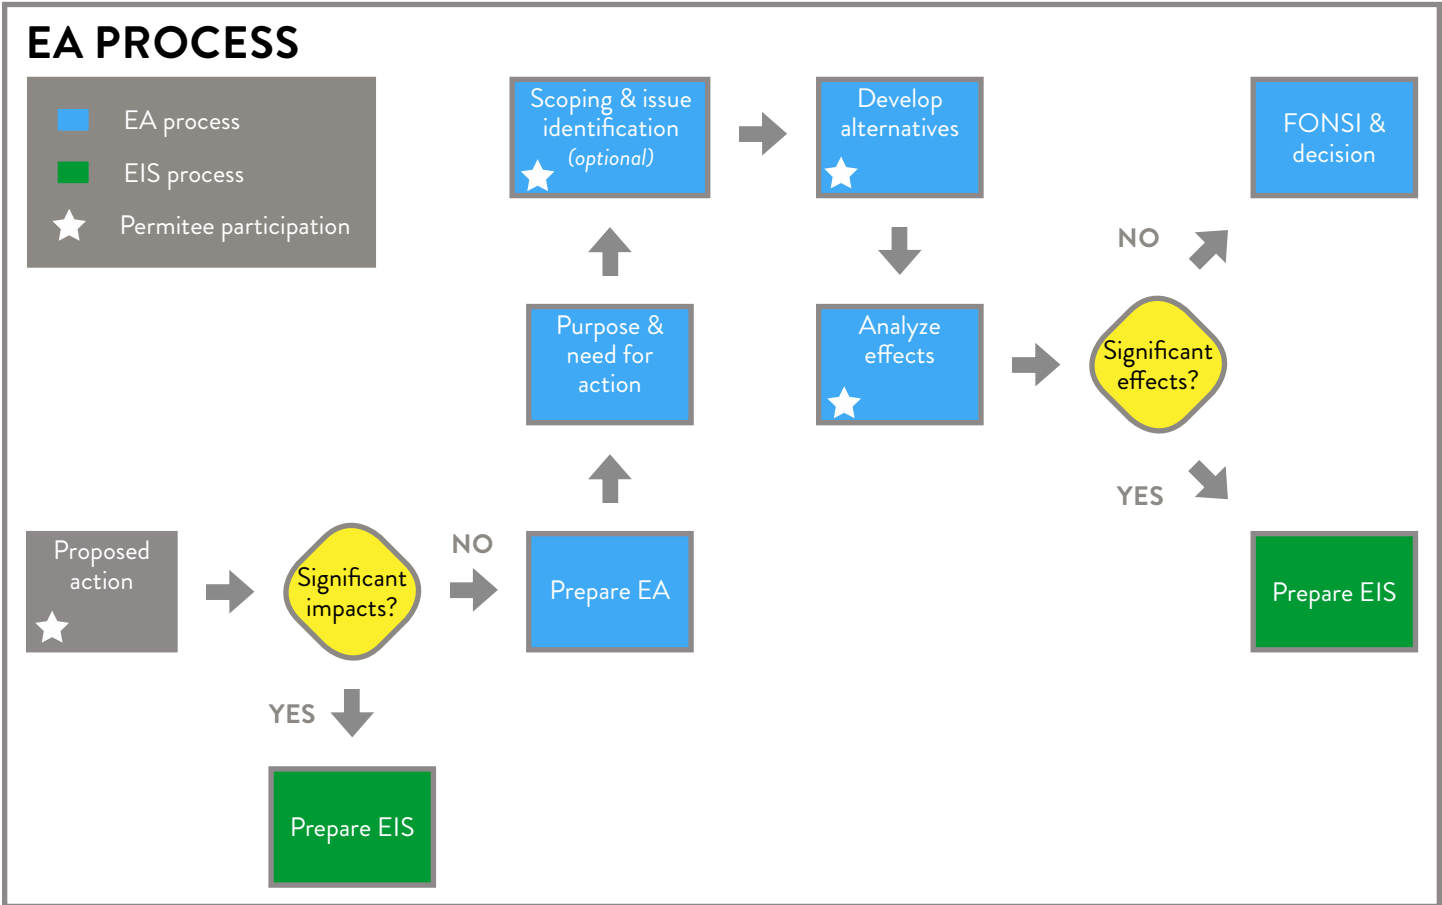 EA PROCESS
EA process
EIS process
Permitee participation
Scoping & issue
identification
(optional)
Develop
alternatives
FONSI &
decision
NO
Purpose &
need for
action
Analyze
effects
Significant
effects?
YES
Proposed
action
Significant
impacts?
NO
Prepare EA
Prepare EIS
YES
Prepare EIS